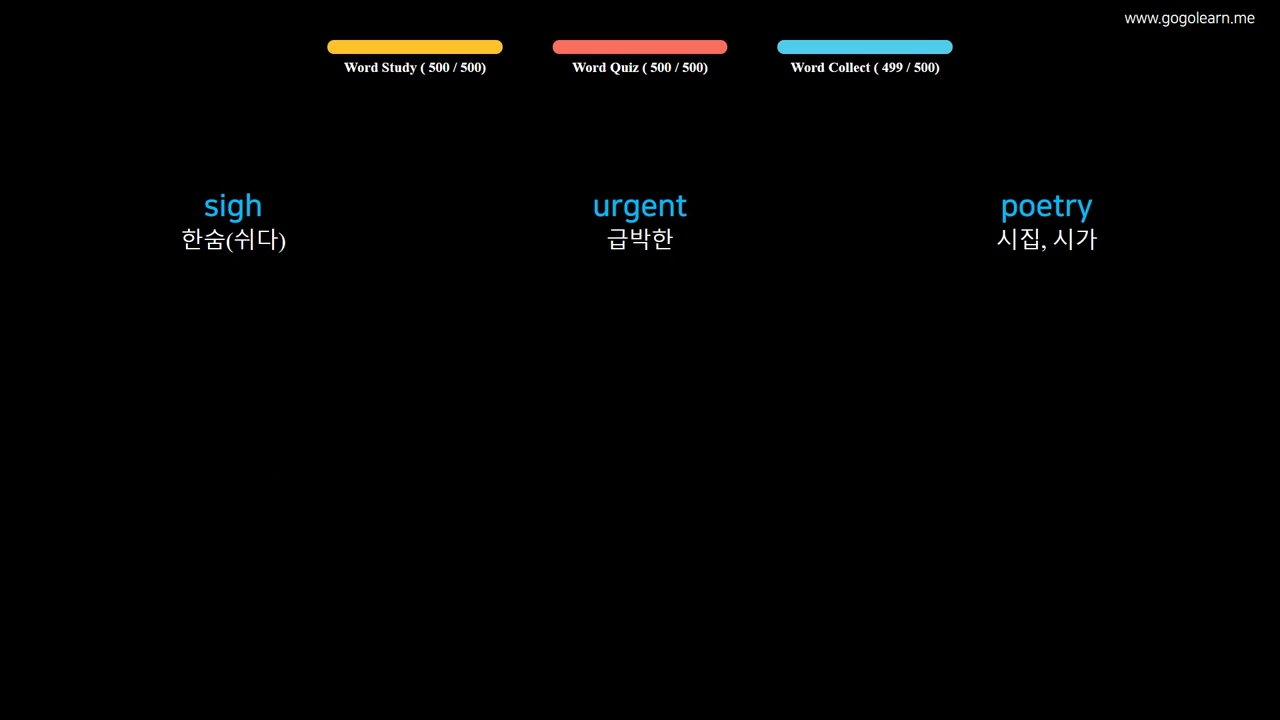 www.gogolearn.me
Word Study ( 500 / 500)
Word Quiz ( 500 / 500)
Word Collect ( 499 / 500)
sigh
한숨(쉬다)
urgent
급박한
poetry
시집, 시가